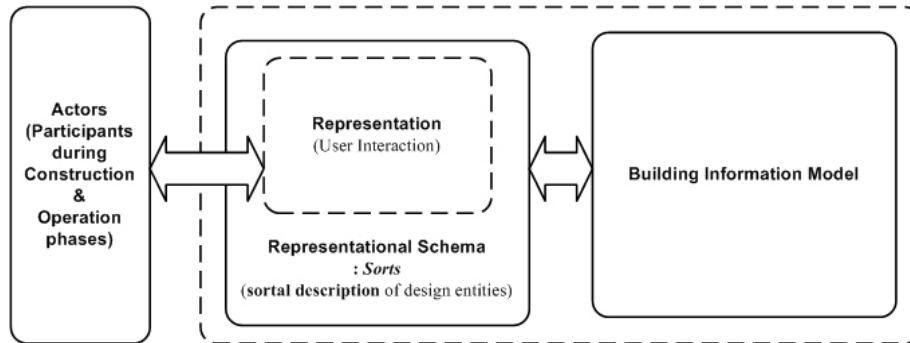 Actors
(Participants
during
Construction
&
Operation
phases)
Representation
(User Interaction)
Representational Schema
: Sorts
(sortal description of design entities)
Building Information Model